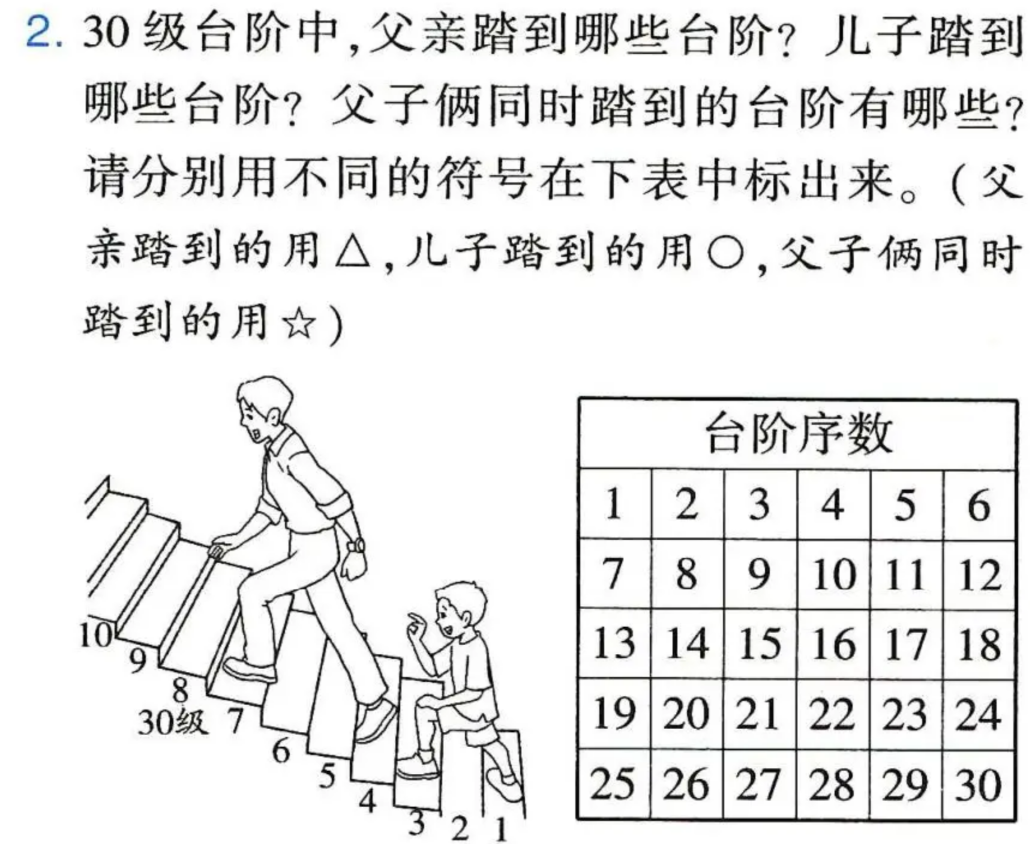 2. 30级台阶中,父亲踏到哪些台阶? 儿子踏到
哪些台阶? 父子俩同时踏到的台阶有哪些?
请分别用不同的符号在下表中标出来。(父
亲踏到的用△,儿子踏到的用○,父子俩同时
踏到的用☆)
10
9
8
30级
7
6
5
4
3
2
1
台阶序数
1 2 3 4 5 6
7 8 9 10 11 12
13 14 15 16 17 18
19 20 21 22 23 24
25 26 27 28 29 30